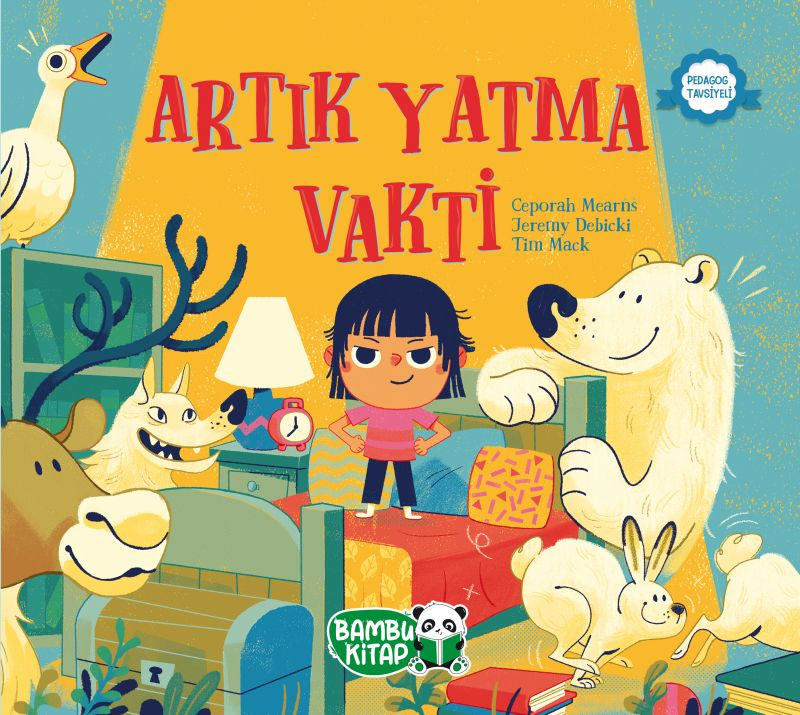 PEDAGOG
TAVSİYELİ
ARTIK YATMA
VAKTİ
Ceporah Mearns
Jeremy Debicki
Tim Mack
BAMBU
KİTAP